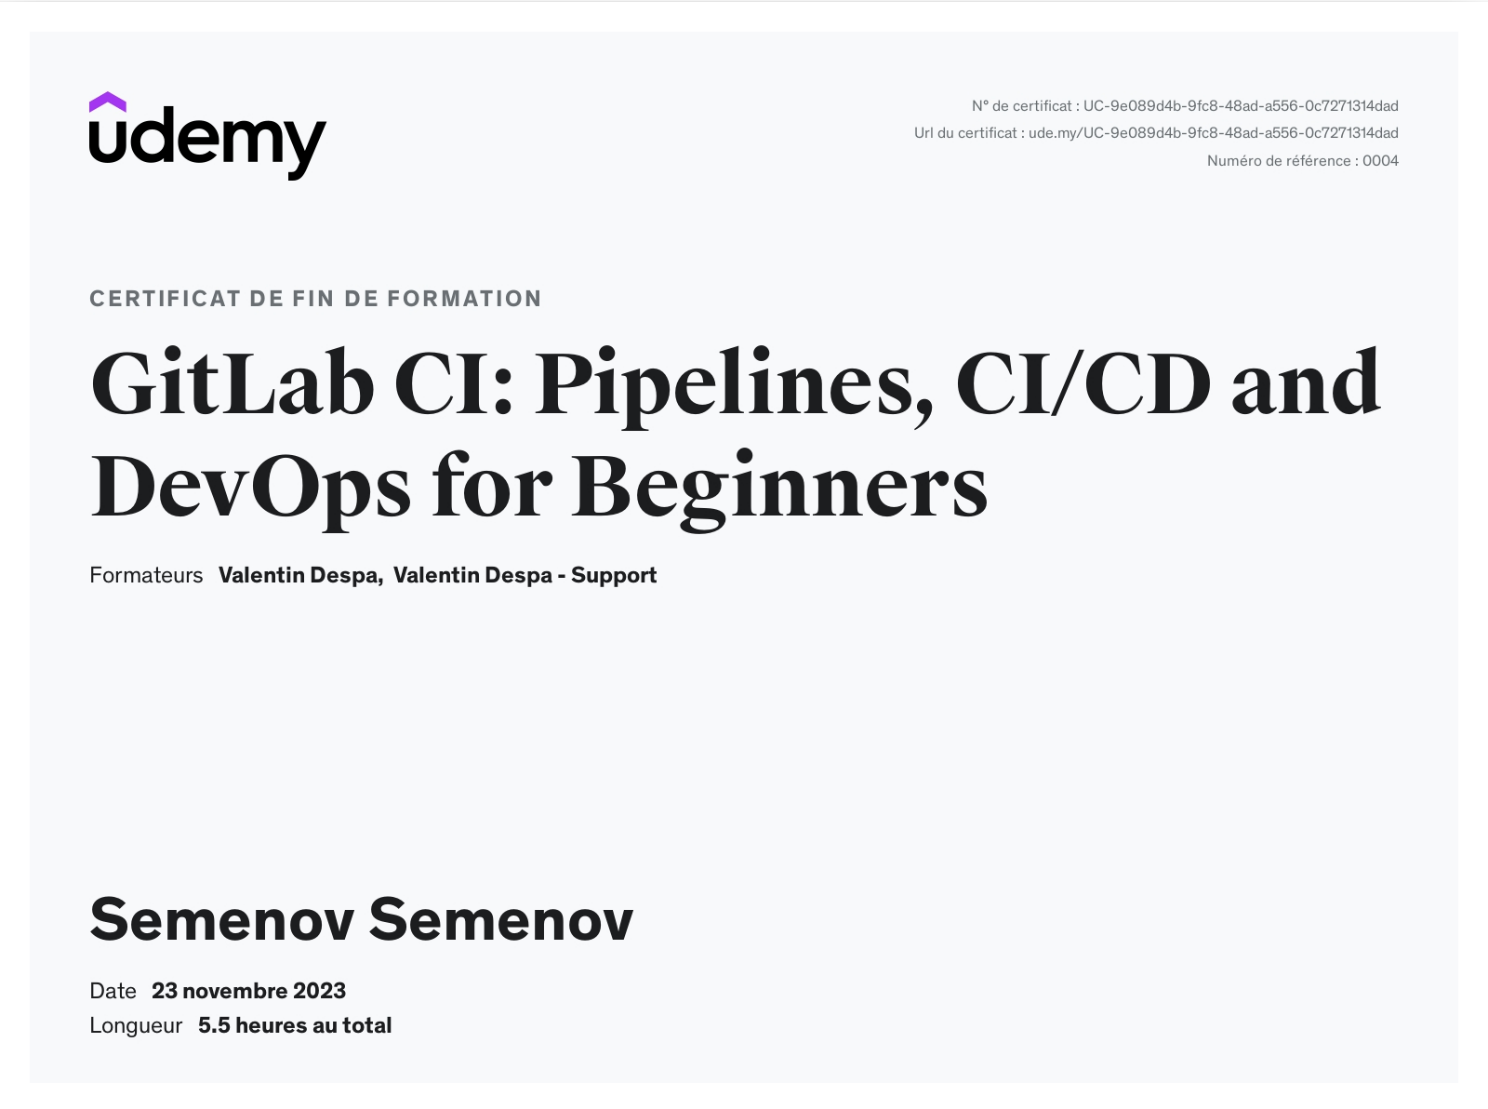 udemy
N° de certificat : UC-9e089d4b-9fc8-48ad-a556-0c7271314dad
Url du certificat : ude.my/UC-9e089d4b-9fc8-48ad-a556-0c7271314dad
Numéro de référence : 0004
CERTIFICAT DE FIN DE FORMATION
GitLab CI: Pipelines, CI/CD and
DevOps for Beginners
Formateurs Valentin Despa, Valentin Despa - Support
Semenov Semenov
Date 23 novembre 2023
Longueur 5.5 heures au total